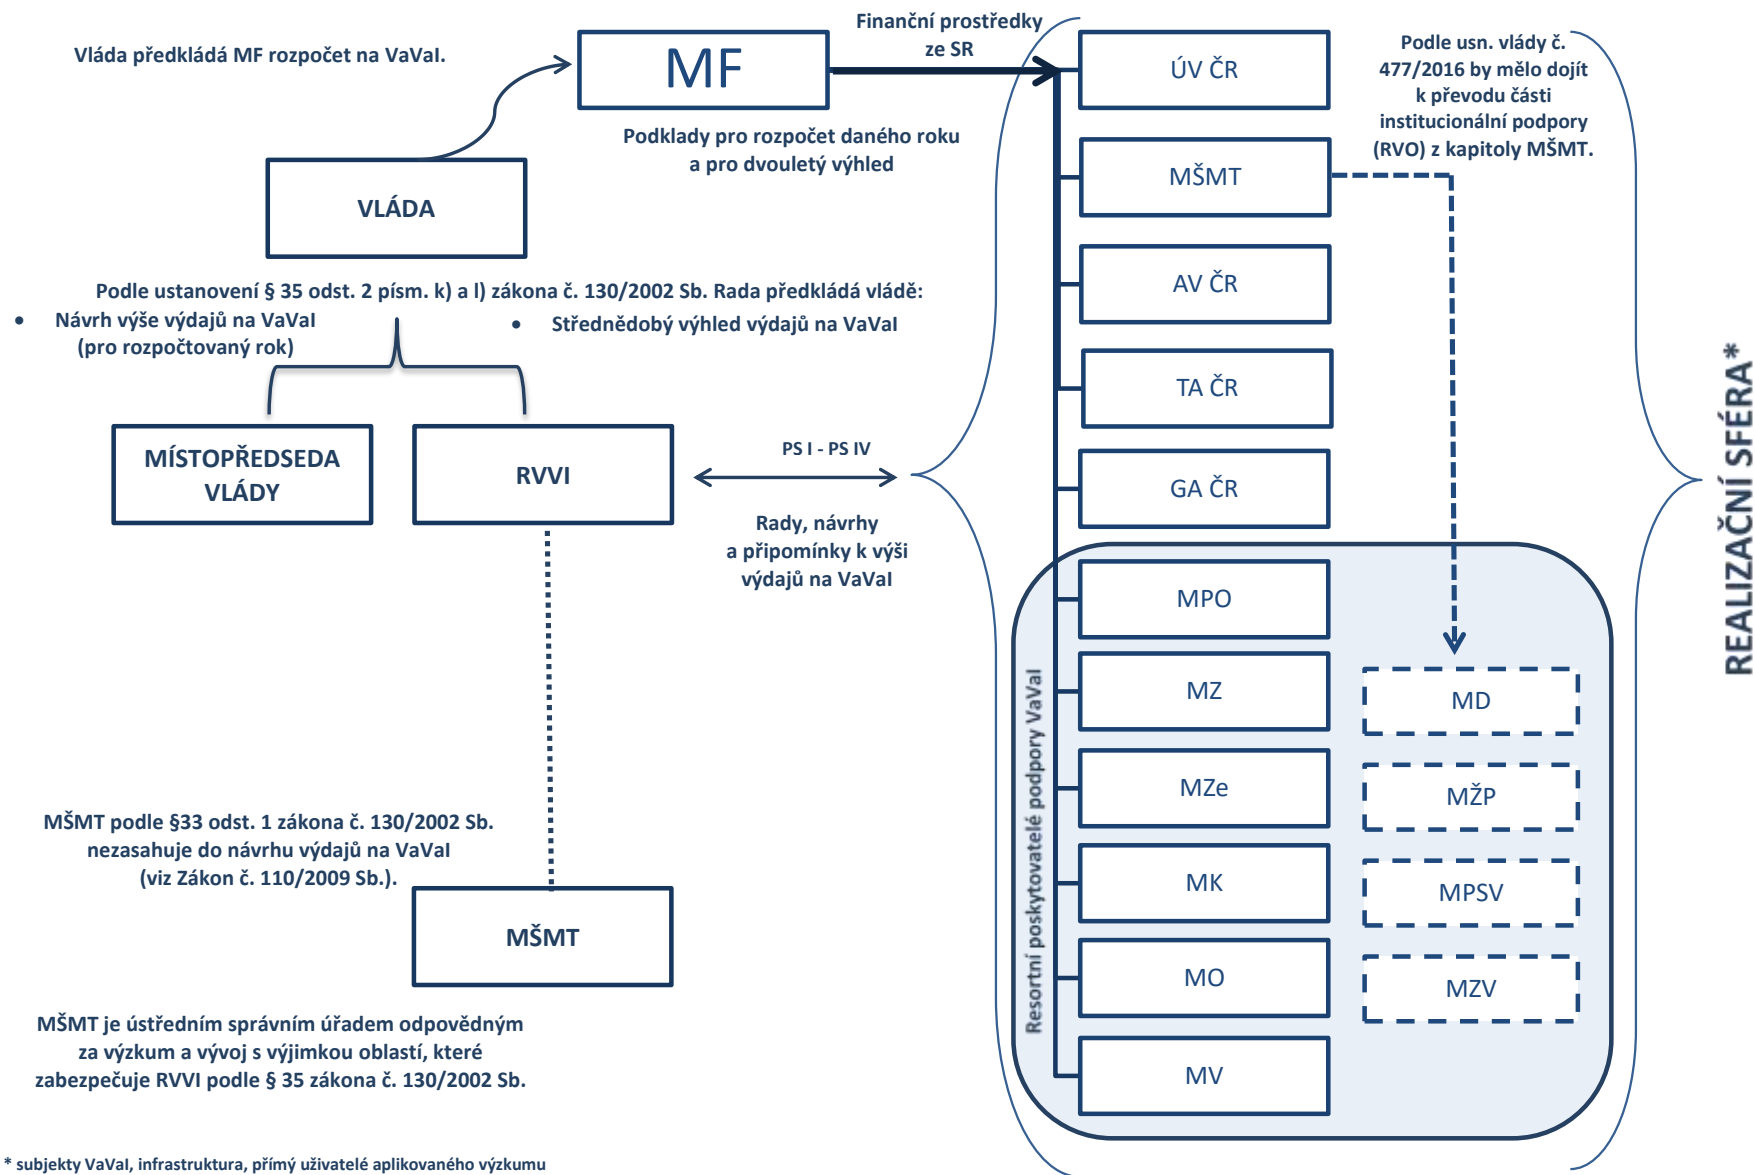 Vláda předkládá MF rozpočet na VaVaI.
MF
Finanční prostředky
ze SR
Podklady pro rozpočet daného roku
a pro dvouletý výhled
VLÁDA
Podle ustanovení § 35 odst. 2 písm. k) a l) zákona č. 130/2002 Sb. Rada předkládá vládě:
• Návrh výše výdajů na VaVaI
(pro rozpočtovaný rok)
• Střednědobý výhled výdajů na VaVaI
MÍSTOPŘEDSEDA
VLÁDY
RVVI
PS I - PS IV
Rady, návrhy
a připomínky k výši
výdajů na VaVaI
MŠMT podle §33 odst. 1 zákona č. 130/2002 Sb.
nezasahuje do návrhu výdajů na VaVaI
(viz Zákon č. 110/2009 Sb.).
MŠMT
MŠMT je ústředním správním úřadem odpovědným
za výzkum a vývoj s výjimkou oblastí, které
zabezpečuje RVVI podle § 35 zákona č. 130/2002 Sb.
ÚV ČR
MŠMT
AV ČR
TA ČR
GA ČR
Podle usn. vlády č.
477/2016 by mělo dojít
k převodu části
institucionální podpory
(RVO) z kapitoly MŠMT.
Resortní poskytovatelé podpory VaVaI
MPO
MZ
MZe
MK
MO
MV
MD
MŽP
MPSV
MZV
REALIZAČNÍ SFÉRA*
* subjekty VaVaI, infrastruktura, přímý uživatelé aplikovaného výzkumu